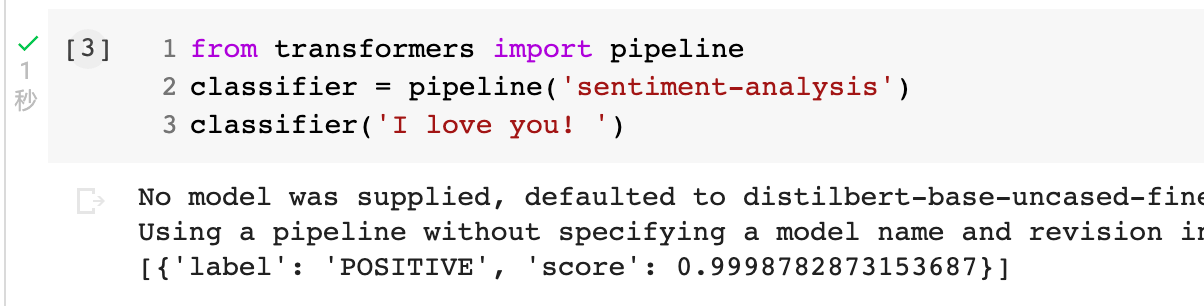 [3] 1 from transformers import pipeline
1 2 classifier = pipeline('sentiment-analysis')
秒 3 classifier('I love you! ')
No model was supplied, defaulted to distilbert-base-uncased-fine
Using a pipeline without specifying a model name and revision in
[{'label': 'POSITIVE', 'score': 0.9998782873153687}]